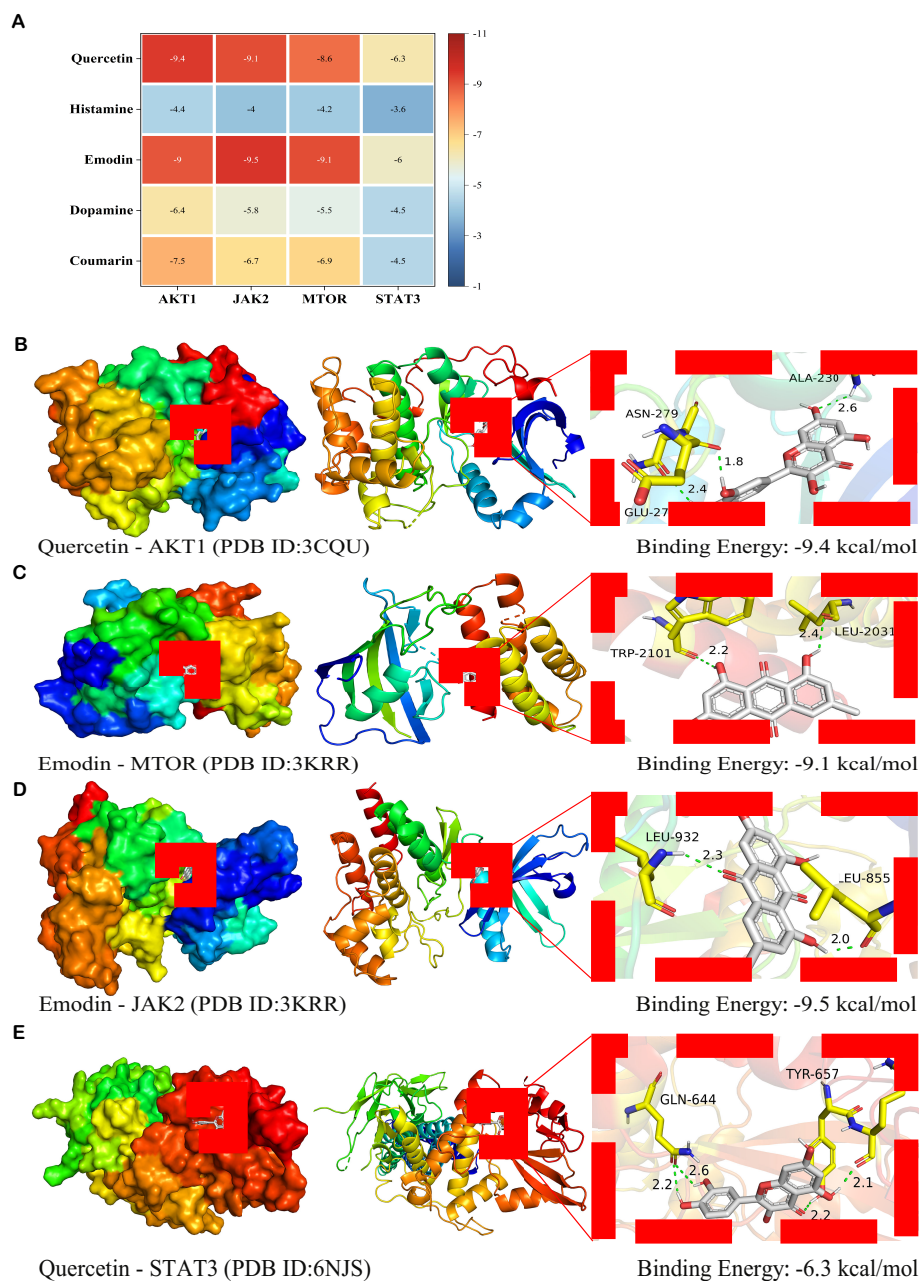 A
-11
Quercetin
-9.4
-9.1
-8.6
-6.3
-9
Histamine
-4.4
-4
-4.2
-3.6
-7
Emodin
-9
-9.5
-9.1
-6
-5
Dopamine
-6.4
-5.8
-5.5
-4.5
-3
Coumarin
-7.5
-6.7
-6.9
-4.5
-1
AKT1 JAK2 MTOR STAT3
B
ALA-230
2.6
ASN-279
1.8
2.4
GLU-27
Quercetin - AKT1 (PDB ID:3CQU)
Binding Energy: -9.4 kcal/mol
C
2.4
LEU-2031
TRP-2101
2.2
Emodin - MTOR (PDB ID:3KRR)
Binding Energy: -9.1 kcal/mol
D
LEU-932
2.3
EU-855
2.0
Emodin - JAK2 (PDB ID:3KRR)
Binding Energy: -9.5 kcal/mol
E
TYR-657
GLN-644
2.6
2.2
2.1
2.2
Quercetin - STAT3 (PDB ID:6NJS)
Binding Energy: -6.3 kcal/mol